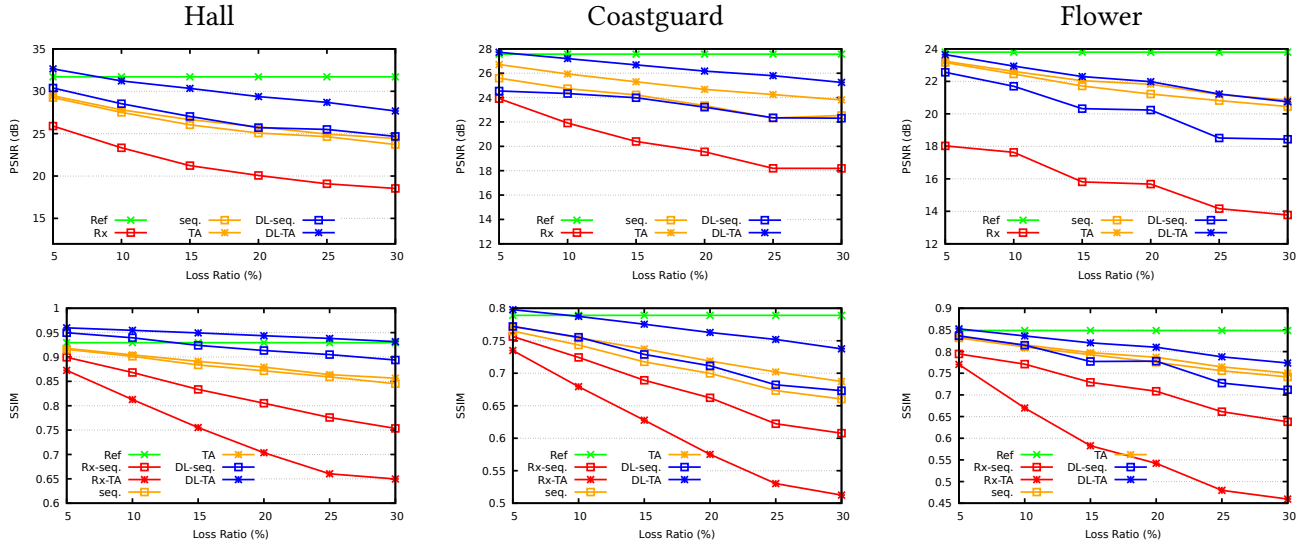 Hall Coastguard Flower
35
30
25
20
15
PSNR (dB)
Ref seq. DL-seq.
Rx TA DL-TA
5 10 15 20 25 30
Loss Ratio (%)
28
26
24
22
20
18
16
14
12
PSNR (dB)
Ref seq. DL-seq.
Rx TA DL-TA
5 10 15 20 25 30
Loss Ratio (%)
24
22
20
18
16
14
12
PSNR (dB)
Ref seq. DL-seq.
Rx TA DL-TA
5 10 15 20 25 30
Loss Ratio (%)
1
0.95
0.9
0.85
0.8
0.75
0.7
0.65
0.6
SSIM
Ref TA
Rx-seq. DL-seq.
Rx-TA DL-TA
seq.
5 10 15 20 25 30
Loss Ratio (%)
0.8
0.75
0.7
0.65
0.6
0.55
0.5
SSIM
Ref TA
Rx-seq. DL-seq.
Rx-TA DL-TA
seq.
5 10 15 20 25 30
Loss Ratio (%)
0.9
0.85
0.8
0.75
0.7
0.65
0.6
0.55
0.5
0.45
SSIM
Ref TA
Rx-seq. DL-seq.
Rx-TA DL-TA
seq.
5 10 15 20 25 30
Loss Ratio (%)